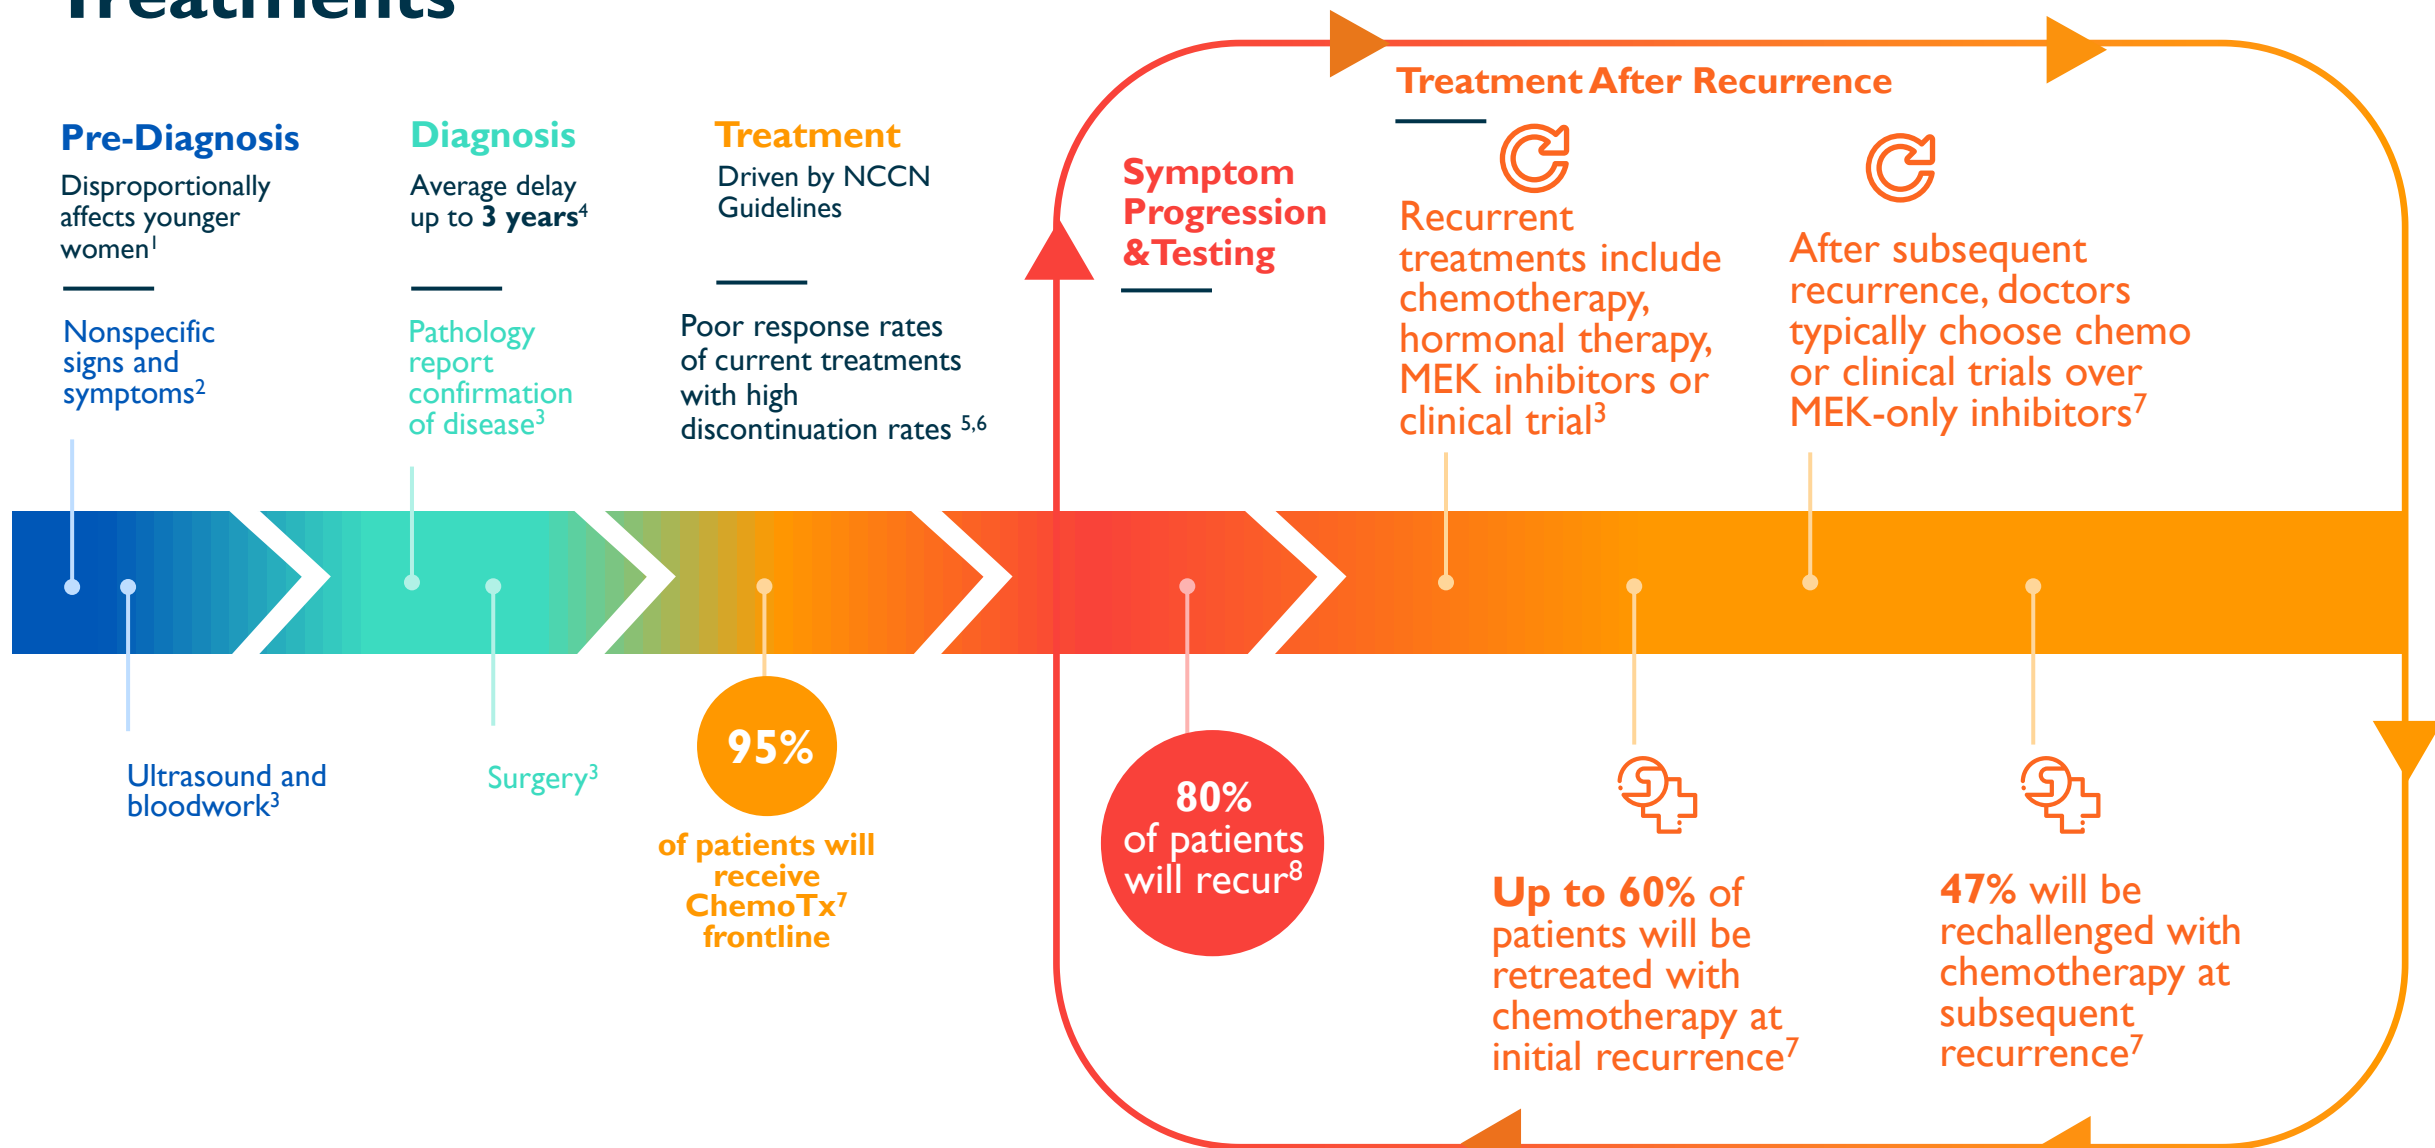 Treatments
Pre-Diagnosis
Disproportionally
affects younger
women1
Nonspecific
signs and
symptoms2
Ultrasound and
bloodwork3
Diagnosis
Average delay
up to 3 years4
Pathology
report
confirmation
of disease3
Surgery3
Treatment
Driven by NCCN
Guidelines
Poor response rates
of current treatments
with high
discontinuation rates 5,6
95%
of patients will
receive
ChemoTx7
frontline
Symptom
Progression
&Testing
80%
of patients
will recur8
Treatment After Recurrence
Recurrent
treatments include
chemotherapy,
hormonal therapy,
MEK inhibitors or
clinical trial3
Up to 60% of
patients will be
retreated with
chemotherapy at
initial recurrence7
After subsequent
recurrence, doctors
typically choose chemo
or clinical trials over
MEK-only inhibitors7
47% will be
rechallenged with
chemotherapy at
subsequent
recurrence7